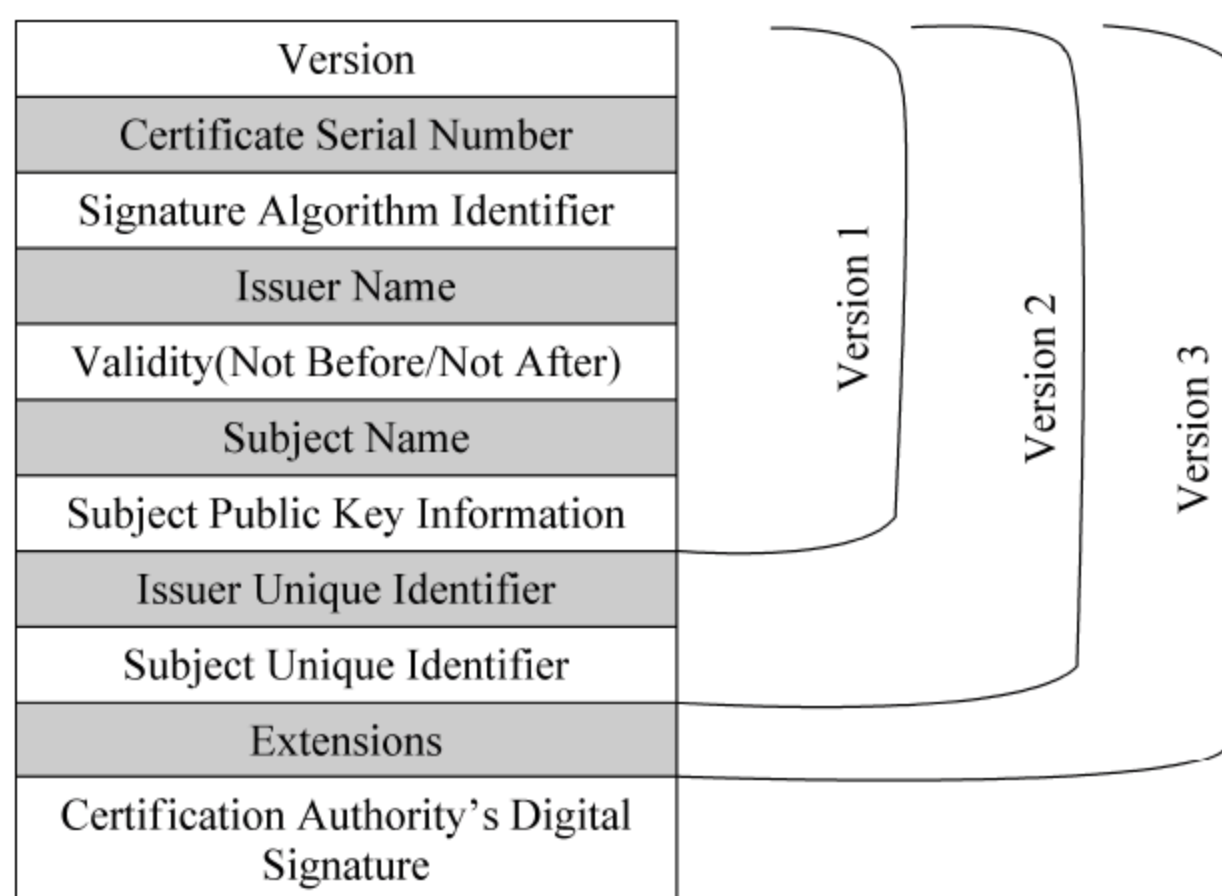 Version
Certificate Serial Number
Signature Algorithm Identifier
Issuer Name
Validity(Not Before/Not After)
Subject Name
Subject Public Key Information
Issuer Unique Identifier
Subject Unique Identifier
Extensions
Certification Authority’s Digital
Signature
Version 1
Version 2
Version 3